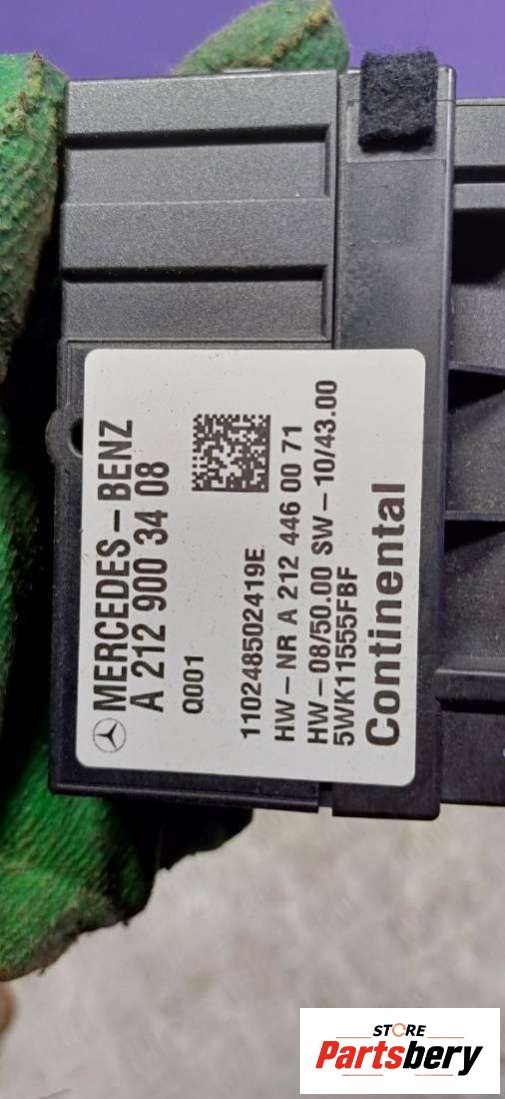 MERCEDES-BENZ
A 212 900 34 08
Q001
110248502419E
HW-NR A 212 446 00 71
HW-08/50.00 SW-10/43.00
5WK11555FBF
Continental
STORE
Partsbery